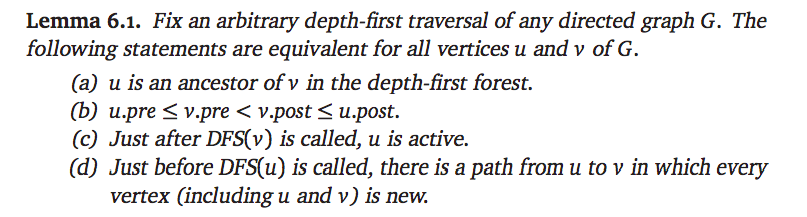 Lemma 6.1. Fix an arbitrary depth-first traversal of any directed graph G. The
following statements are equivalent for all vertices u and v of G.
(a) u is an ancestor of v in the depth-first forest.
(b) u.pre ≤ v.pre < v.post ≤ u.post.
(c) Just after DFS(v) is called, u is active.
(d) Just before DFS(u) is called, there is a path from u to v in which every
vertex (including u and v) is new.